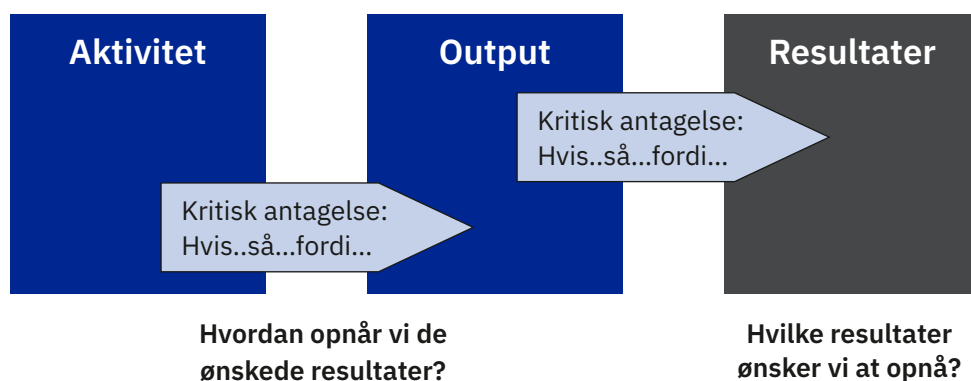 Aktivitet
Output
Resultater
Kritisk antagelse:
Hvis..så...fordi...
Kritisk antagelse:
Hvis..så...fordi...
Hvordan opnår vi de
ønskede resultater?
Hvilke resultater
ønsker vi at opnå?